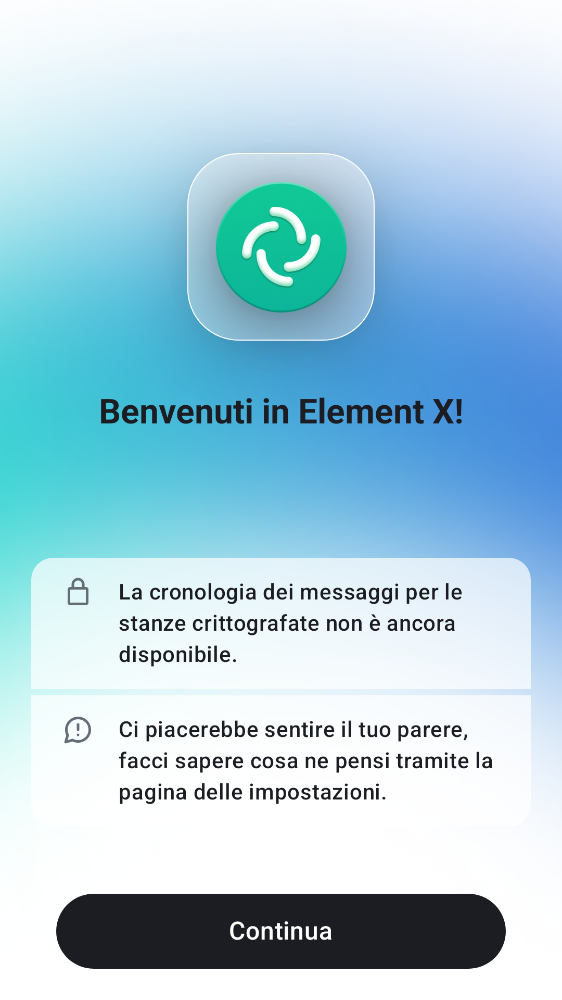 Benvenuti in Element X!
La cronologia dei messaggi per le
stanze crittografate non è ancora
disponibile.
Ci piacerebbe sentire il tuo parere,
facci sapere cosa ne pensi tramite la
pagina delle impostazioni.
Continua